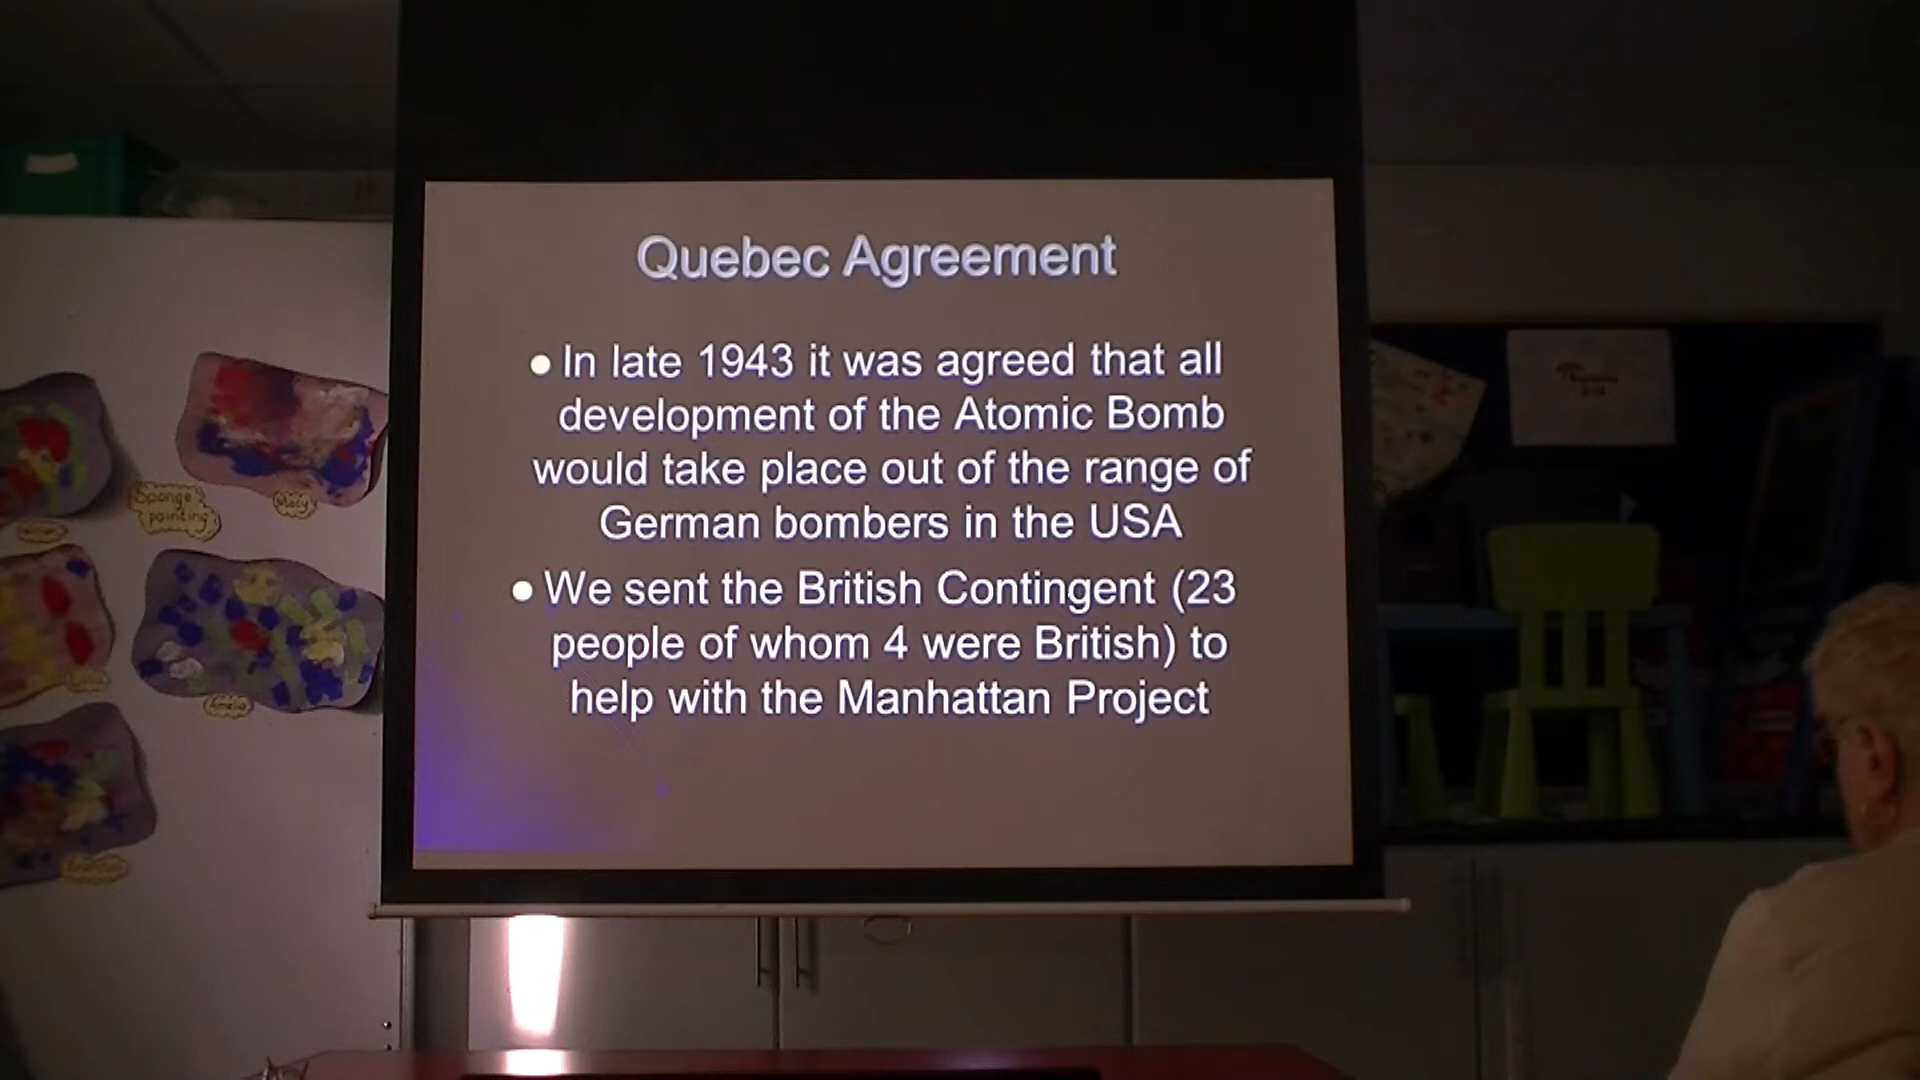 Quebec Agreement
● In late 1943 it was agreed that all
development of the Atomic Bomb
would take place out of the range of
German bombers in the USA
● We sent the British Contingent (23
people of whom 4 were British) to
help with the Manhattan Project
Sponge
painting
Macy
Amelia